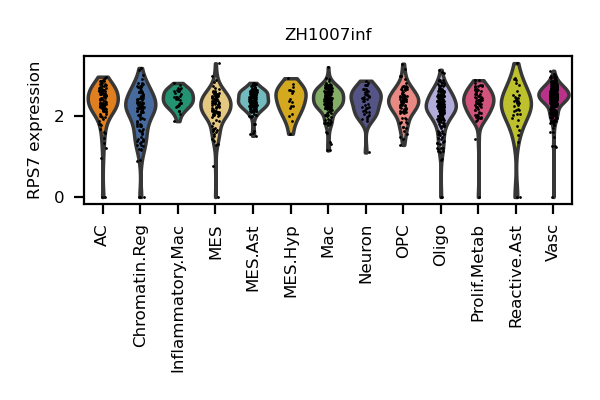 ZH1007inf
RPS7 expression
2
0
AC
Chromatin.Reg
Inflammatory.Mac
MES
MES.Ast
MES.Hyp
Mac
Neuron
OPC
Oligo
Prolif.Metab
Reactive.Ast
Vasc